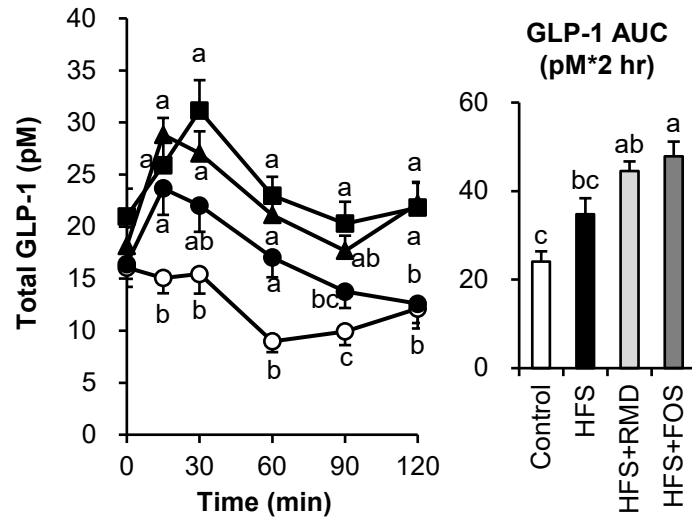 40
35
30
25
20
15
10
5
0
Total GLP-1 (pM)
a
a
a
a
a
a
a
a
a
ab
a
a
ab
a
bc
b
b
b
b
c
b
0
30
60
90
120
Time (min)
GLP-1 AUC
(pM*2 hr)
60
40
20
0
c
bc
ab
a
Control
HFS
HFS+RMD
HFS+FOS